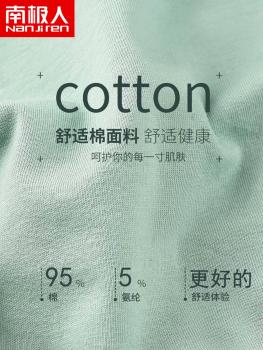 南极人
Nanjiren
cotton
舒适棉面料 舒适健康
呵护你的每一寸肌肤
95% 5% 更好的
棉 氨纶 舒适体验